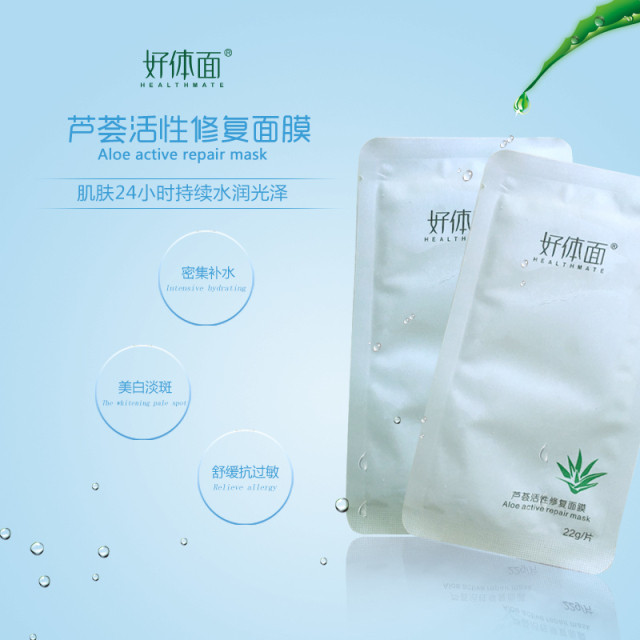 好体面®
HEALTHMATE
芦荟活性修复面膜
Aloe active repair mask
肌肤24小时持续水润光泽
密集补水
Intensive hydrating
美白淡斑
The whitening pale spot
舒缓抗过敏
Relieve allergy
好体面
HEALTHMATE
好体面
HEALTHMATE
芦荟活性修复面膜
Aloe active repair mask
22g/片